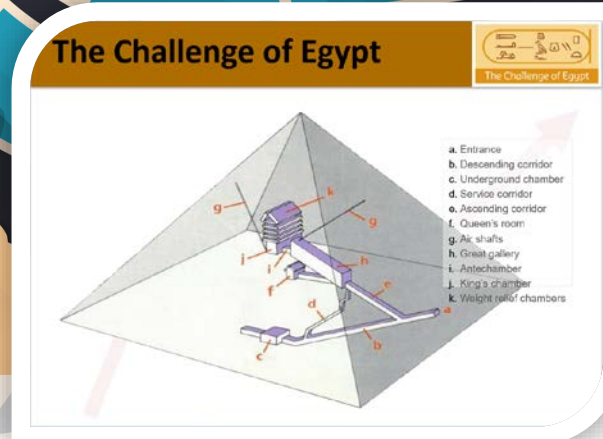 The Challenge of Egypt
The Challenge of Egypt
a. Entrance
b. Descending corridor
c. Underground chamber
d. Service corridor
e. Ascending corridor
f. Queen's room
g. Air shafts
h. Great gallery
i. Antechamber
j. King's chamber
k. Weight relief chambers
k
g
g
j
i
h
f
e
d
a
b
c